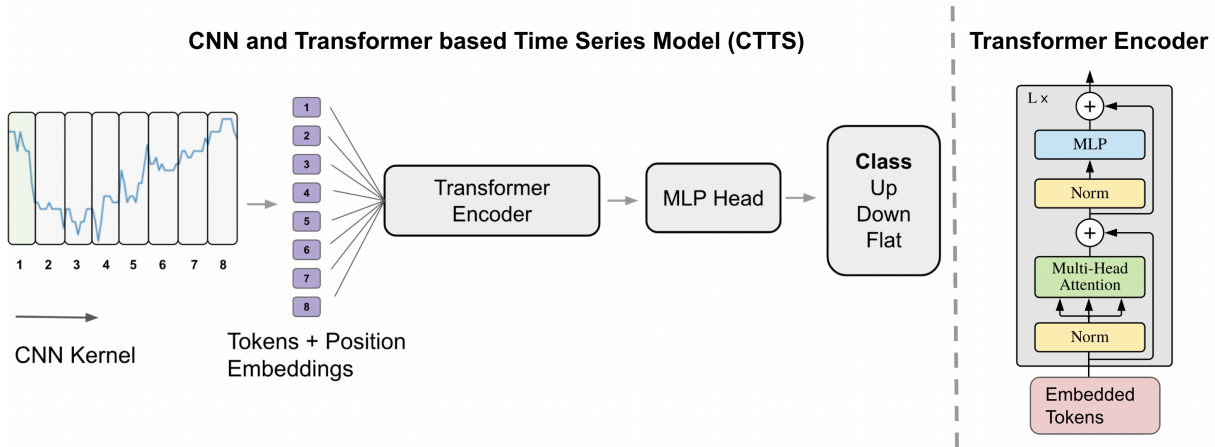 CNN and Transformer based Time Series Model (CTTS)
1 2 3 4 5 6 7 8
CNN Kernel
1
2
3
4
5
6
7
8
Tokens + Position
Embeddings
Transformer
Encoder
MLP Head
Class
Up
Down
Flat
Transformer Encoder
L ×
+
MLP
Norm
+
Multi-Head
Attention
Norm
Embedded
Tokens